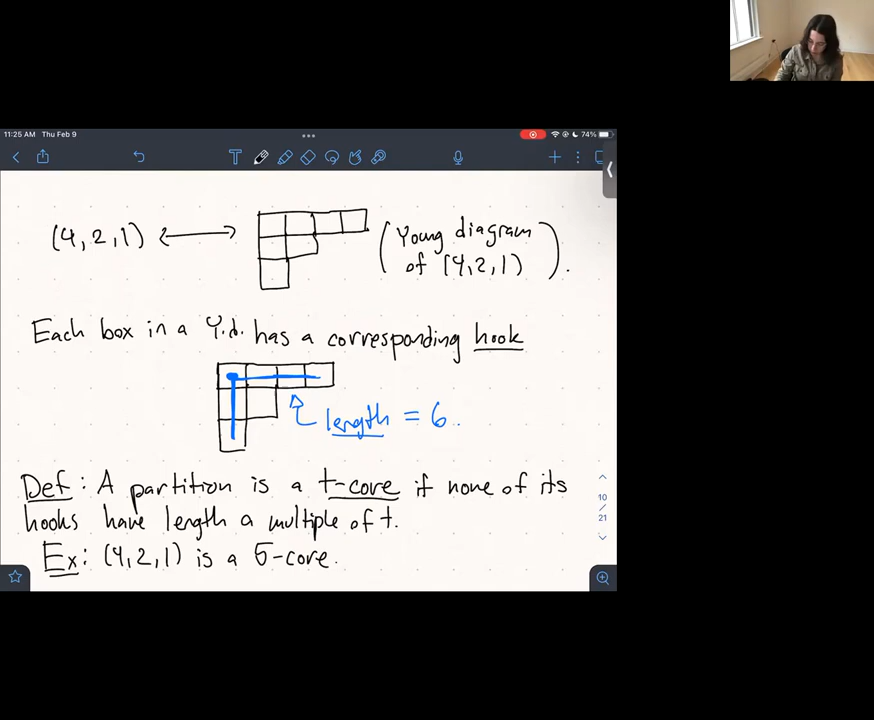 11:25 AM Thu Feb 9
74%
(4,2,1) ⟷ (Young diagram
of (4,2,1)).
Each box in a Y.d. has a corresponding hook
length = 6.
Def: A partition is a t-core if none of its
hooks have length a multiple of t.
Ex: (4,2,1) is a 5-core.
10
/
21